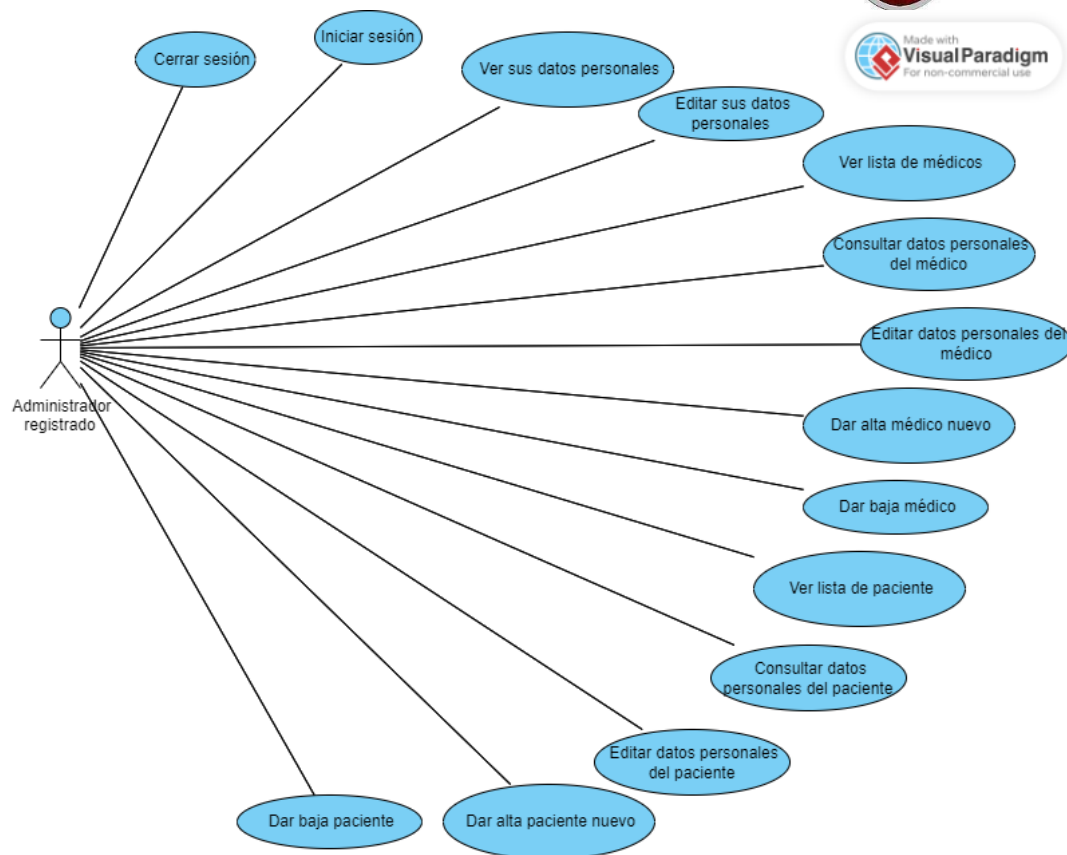 Made with
Visual Paradigm
For non-commercial use
Cerrar sesión
Iniciar sesión
Ver sus datos personales
Editar sus datos
personales
Ver lista de médicos
Consultar datos personales
del médico
Editar datos personales del
médico
Administrador
registrado
Dar alta médico nuevo
Dar baja médico
Ver lista de paciente
Consultar datos
personales del paciente
Editar datos personales
del paciente
Dar baja paciente
Dar alta paciente nuevo